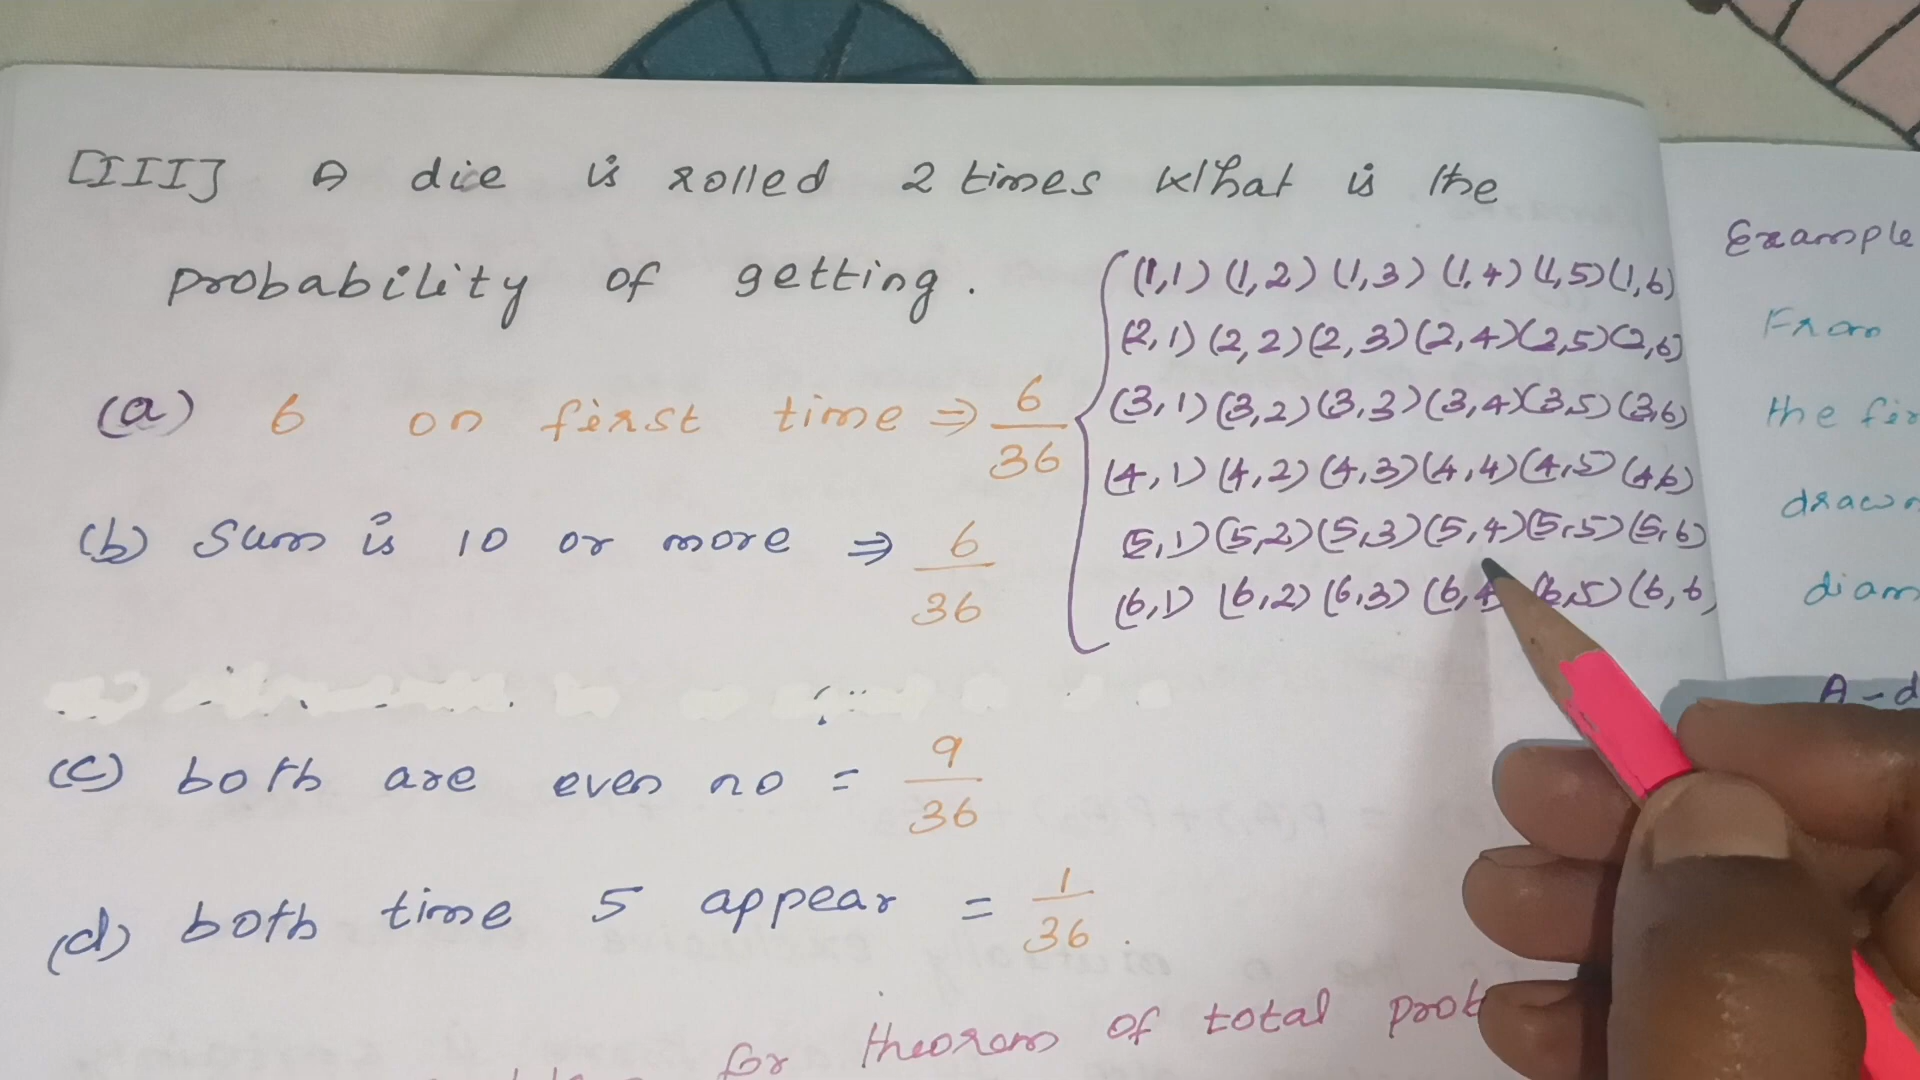 [III] A die is rolled 2 times What is the
probability of getting.
(a) 6 on first time ⇒ 6/36
(b) Sum is 10 or more ⇒ 6/36
(c) both are even no = 9/36
(d) both time 5 appear = 1/36.
for theorem of total prob
(1,1) (1,2) (1,3) (1,4) (1,5) (1,6)
(2,1) (2,2) (2,3) (2,4) (2,5) (2,6)
(3,1) (3,2) (3,3) (3,4) (3,5) (3,6)
(4,1) (4,2) (4,3) (4,4) (4,5) (4,6)
(5,1) (5,2) (5,3) (5,4) (5,5) (5,6)
(6,1) (6,2) (6,3) (6,4) (6,5) (6,6)
Example
From
the fir
drawn
diam
A-d